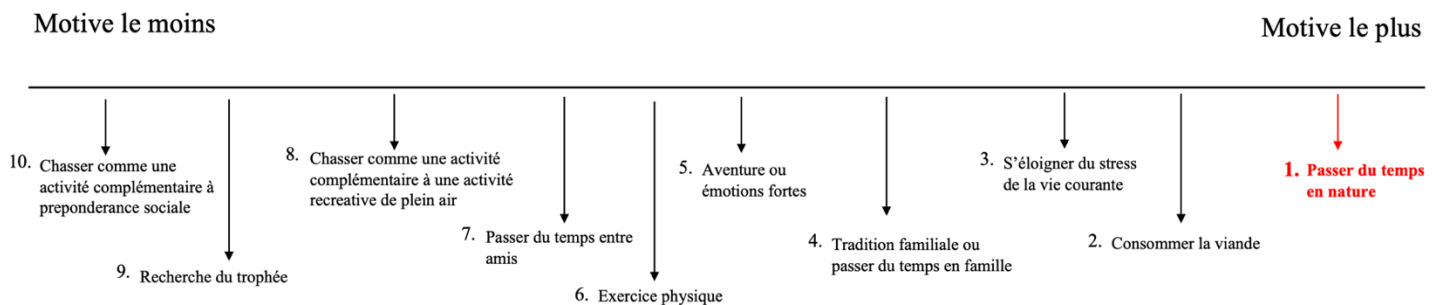 Motive le moins
Motive le plus
10. Chasser comme une
activité complémentaire à
preponderance sociale
9. Recherche du trophée
8. Chasser comme une activité
complémentaire à une activité
recreative de plein air
7. Passer du temps entre
amis
6. Exercice physique
5. Aventure ou
émotions fortes
4. Tradition familiale ou
passer du temps en famille
3. S'éloigner du stress
de la vie courante
2. Consommer la viande
1. Passer du temps
en nature